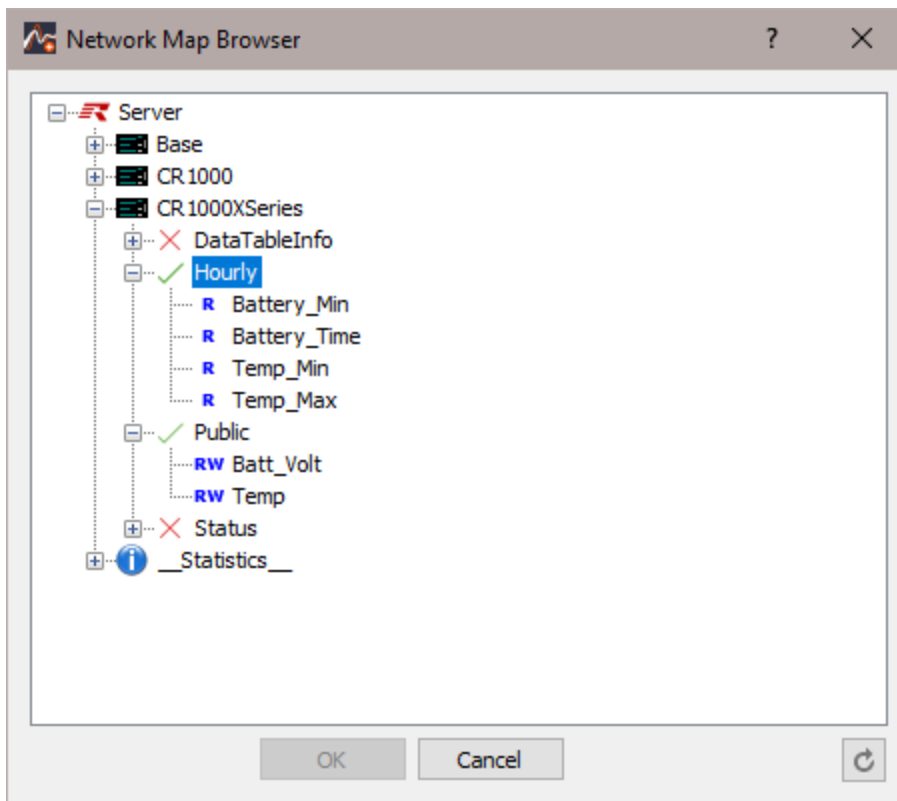 Network Map Browser ?
Server
Base
CR1000
CR1000XSeries
DataTableInfo
Hourly
R Battery_Min
R Battery_Time
R Temp_Min
R Temp_Max
Public
RW Batt_Volt
RW Temp
Status
i __Statistics__
OK Cancel